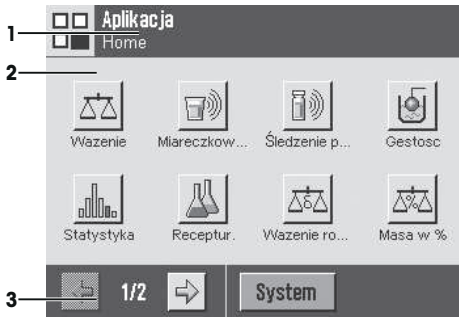 Aplikacja
1
Home
2
Wazenie Miareczkow... Śledzenie p... Gestosc
Statystyka Receptur. Wazenie ro... Masa w %
3 1/2 System